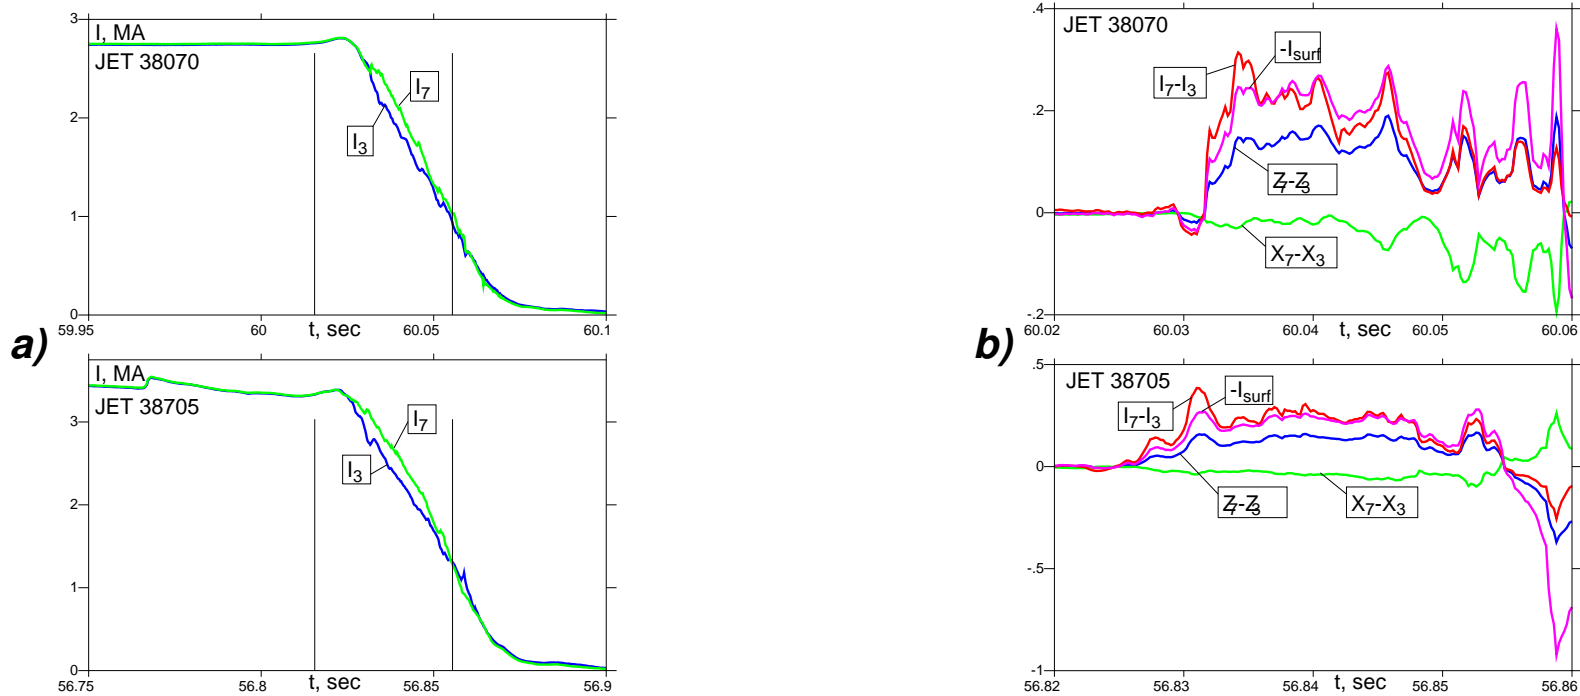 a)
3
I, MA
JET 38070
I7
I3
2
1
0
59.95
60
t, sec
60.05
60.1
I, MA
JET 38705
3
I7
I3
2
1
0
56.75
56.8
t, sec
56.85
56.9
b)
.4
JET 38070
-Isurf
I7-I3
.2
Z7-Z3
0
X7-X3
-.2
60.02
60.03
60.04
t, sec
60.05
60.06
.5
JET 38705
-Isurf
I7-I3
0
Z7-Z3
X7-X3
-.5
-1
56.82
56.83
56.84
t, sec
56.85
56.86